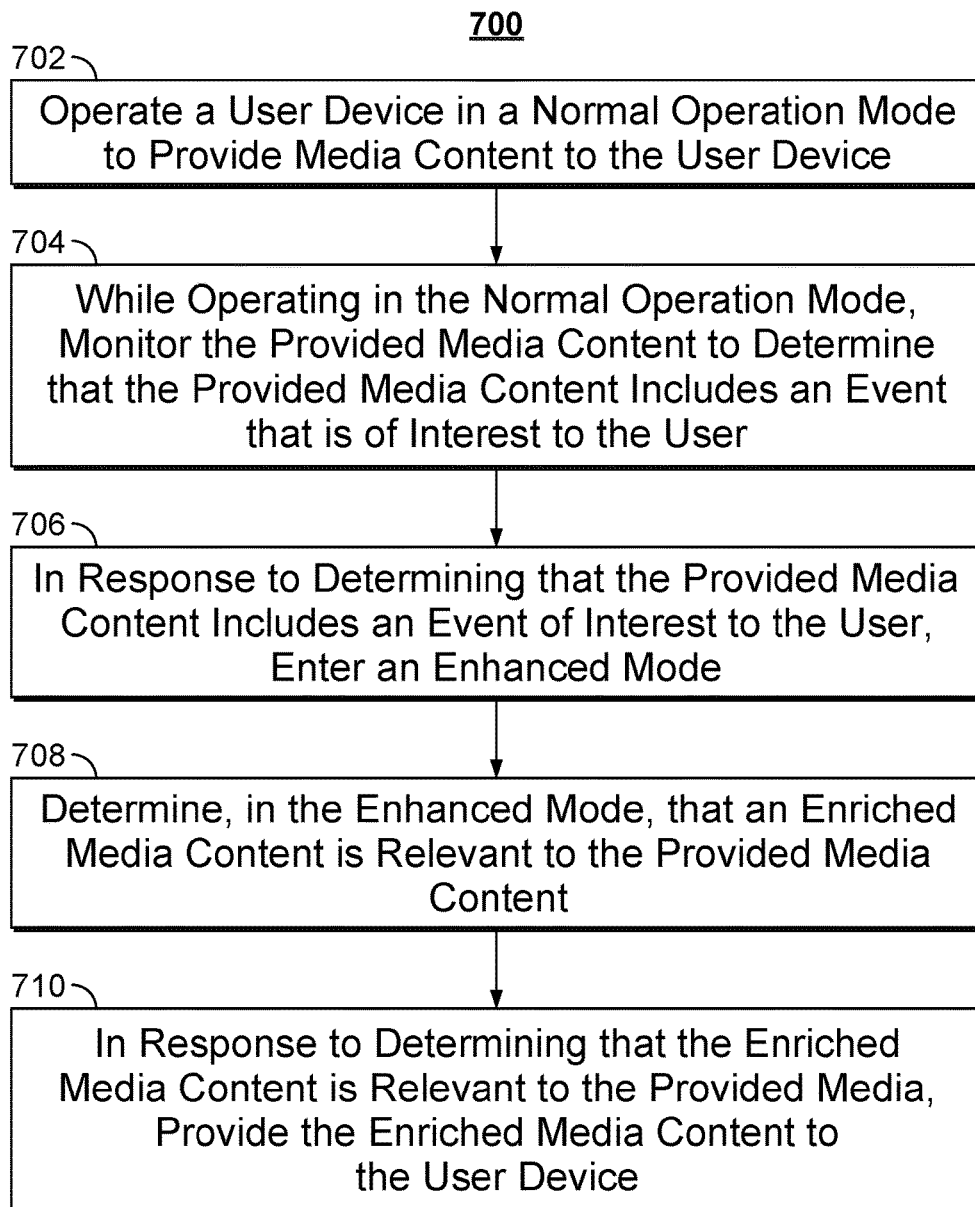 700
702
Operate a User Device in a Normal Operation Mode
to Provide Media Content to the User Device
704
While Operating in the Normal Operation Mode,
Monitor the Provided Media Content to Determine
that the Provided Media Content Includes an Event
that is of Interest to the User
706
In Response to Determining that the Provided Media
Content Includes an Event of Interest to the User,
Enter an Enhanced Mode
708
Determine, in the Enhanced Mode, that an Enriched
Media Content is Relevant to the Provided Media
Content
710
In Response to Determining that the Enriched
Media Content is Relevant to the Provided Media,
Provide the Enriched Media Content to
the User Device